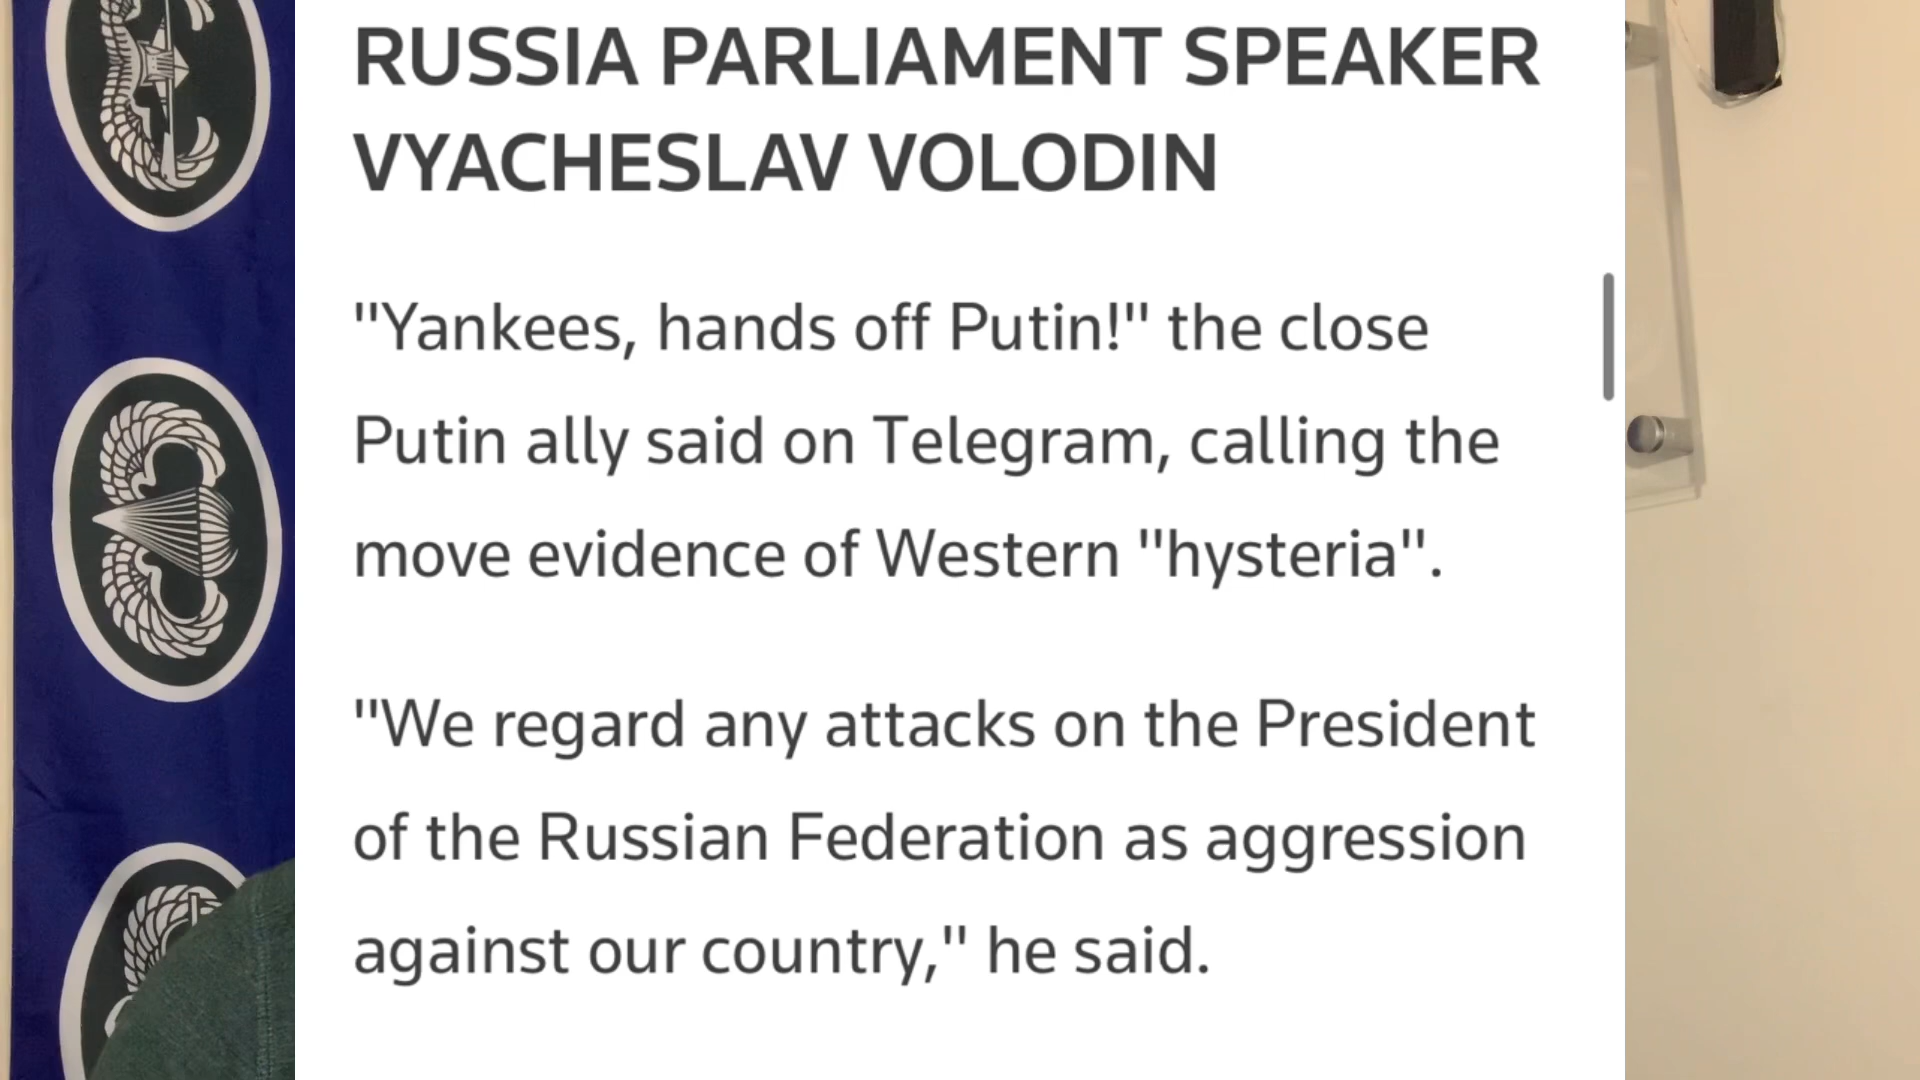 RUSSIA PARLIAMENT SPEAKER
VYACHESLAV VOLODIN
"Yankees, hands off Putin!" the close
Putin ally said on Telegram, calling the
move evidence of Western "hysteria".
"We regard any attacks on the President
of the Russian Federation as aggression
against our country," he said.